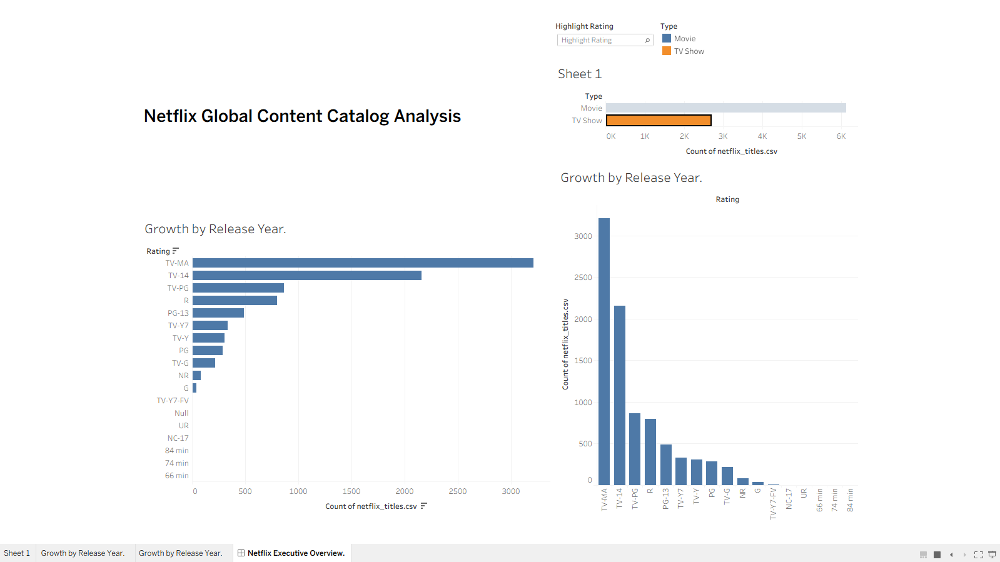 Highlight Rating
Highlight Rating
Type
Movie
TV Show
Sheet 1
Type
Movie
TV Show
0K 1K 2K 3K 4K 5K 6K
Count of netflix_titles.csv
Netflix Global Content Catalog Analysis
Growth by Release Year.
Rating
TV-MA
TV-14
TV-PG
R
PG-13
TV-Y7
TV-Y
PG
TV-G
NR
G
TV-Y7-FV
Null
UR
NC-17
84 min
74 min
66 min
0 500 1000 1500 2000 2500 3000
Count of netflix_titles.csv
Growth by Release Year.
Rating
3000
2500
2000
1500
1000
500
0
Count of netflix_titles.csv
TV-MA TV-14 TV-PG R PG-13 TV-Y7 TV-Y PG TV-G NR G TV-Y7-FV NC-17 UR 66 min 74 min 84 min
Sheet 1 Growth by Release Year. Growth by Release Year. Netflix Executive Overview.